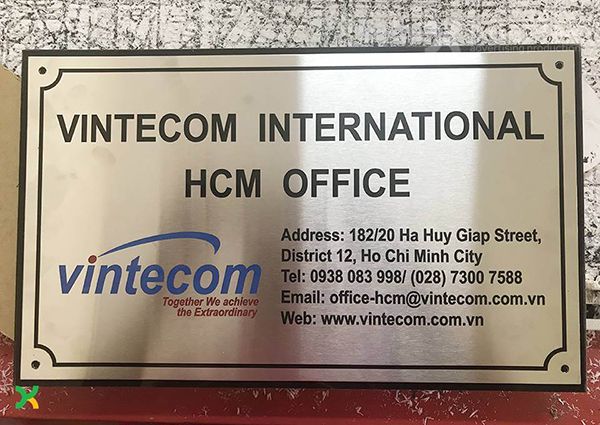 VINTECOM INTERNATIONAL
HCM OFFICE
vintecom
Together We achieve
the Extraordinary
Address: 182/20 Ha Huy Giap Street,
District 12, Ho Chi Minh City
Tel: 0938 083 998/ (028) 7300 7588
Email: office-hcm@vintecom.com.vn
Web: www.vintecom.com.vn